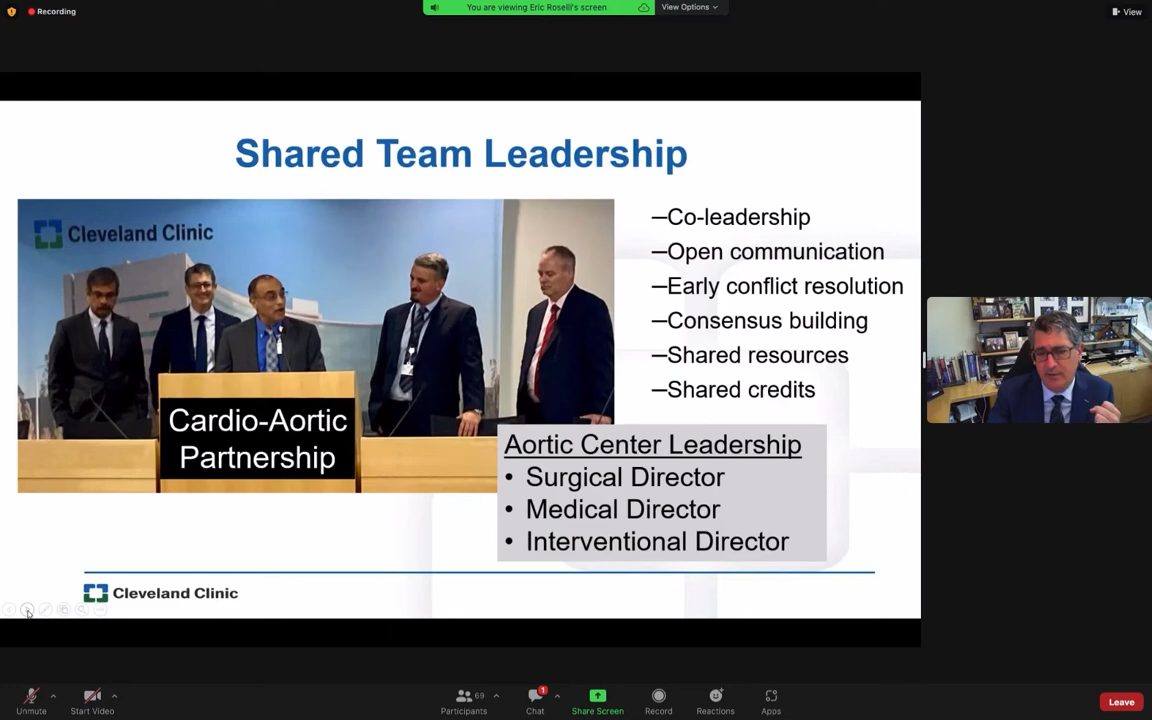 Recording
You are viewing Eric Roselli's screen
View Options
View
Shared Team Leadership
Cleveland Clinic
Cardio-Aortic
Partnership
—Co-leadership
—Open communication
—Early conflict resolution
—Consensus building
—Shared resources
—Shared credits
Aortic Center Leadership
• Surgical Director
• Medical Director
• Interventional Director
Cleveland Clinic
Unmute
Start Video
69
Participants
1
Chat
Share Screen
Record
Reactions
Apps
Leave